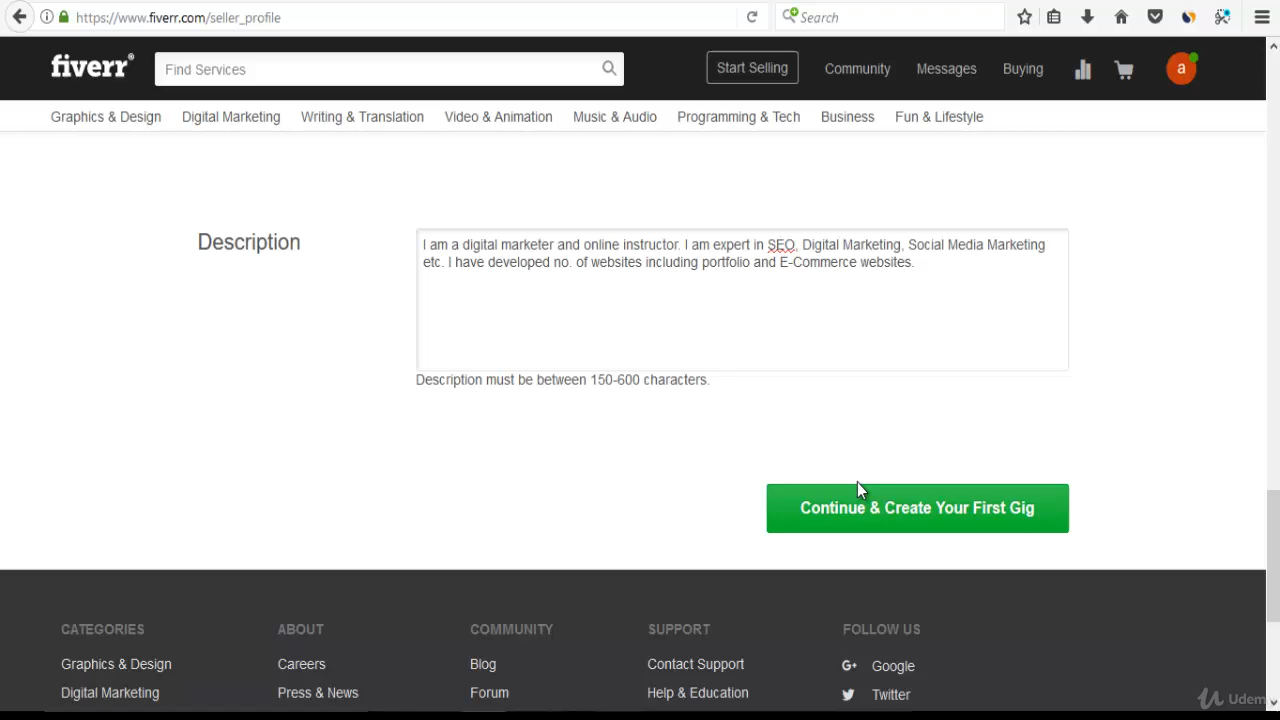 https://www.fiverr.com/seller_profile
Search
fiverr®
Find Services
Start Selling
Community
Messages
Buying
a
Graphics & Design
Digital Marketing
Writing & Translation
Video & Animation
Music & Audio
Programming & Tech
Business
Fun & Lifestyle
Description
I am a digital marketer and online instructor. I am expert in SEO, Digital Marketing, Social Media Marketing
etc. I have developed no. of websites including portfolio and E-Commerce websites.
Description must be between 150-600 characters.
Continue & Create Your First Gig
CATEGORIES
ABOUT
COMMUNITY
SUPPORT
FOLLOW US
Graphics & Design
Careers
Blog
Contact Support
G+ Google
Digital Marketing
Press & News
Forum
Help & Education
Twitter
Udem